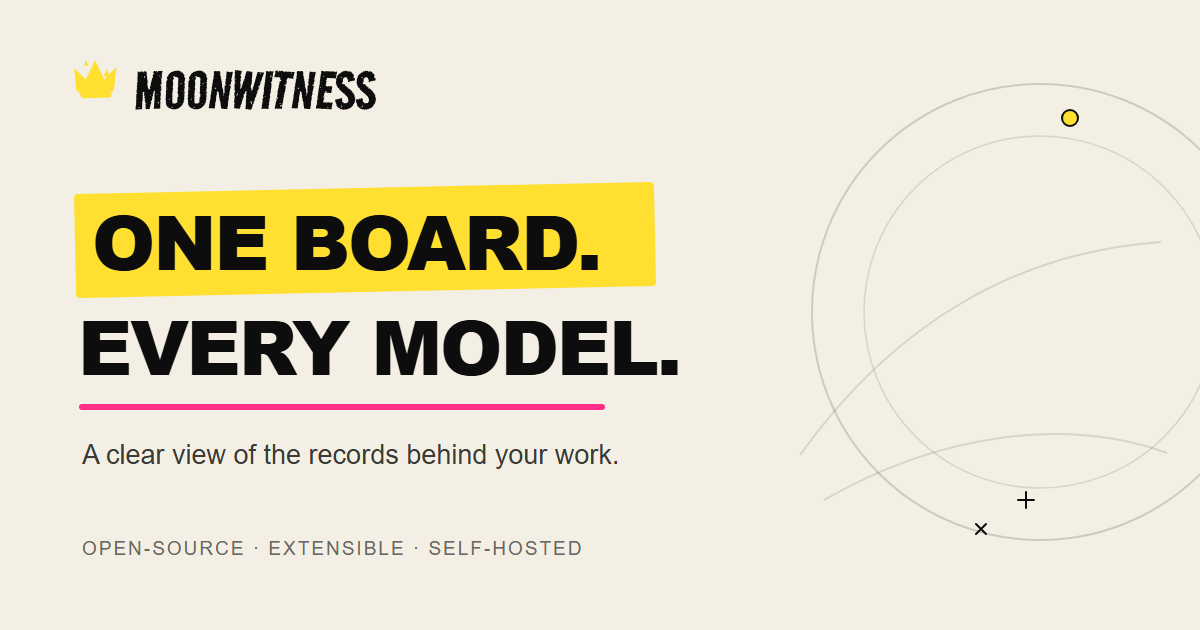 MOONWITNESS
ONE BOARD.
EVERY MODEL.
A clear view of the records behind your work.
OPEN-SOURCE · EXTENSIBLE · SELF-HOSTED